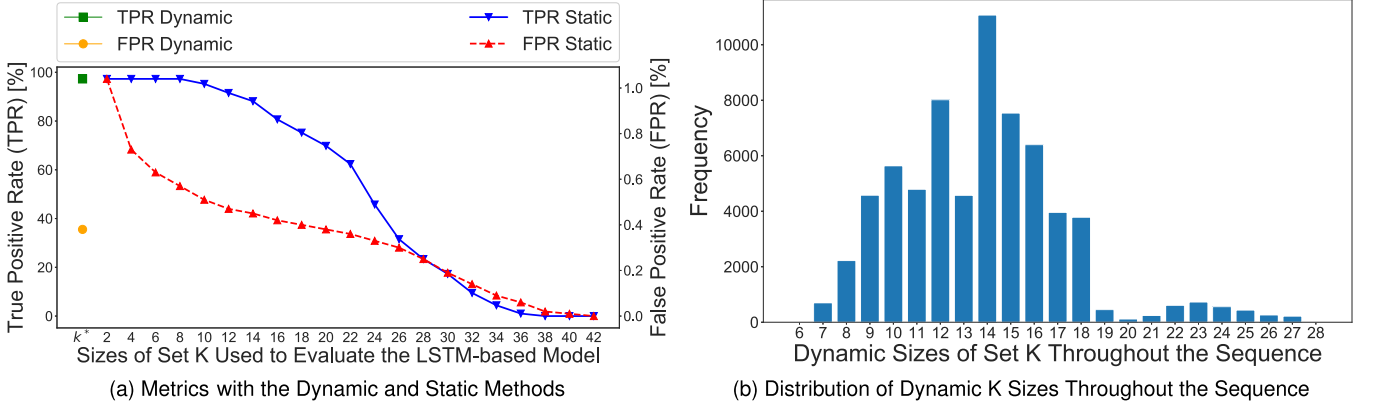 TPR Dynamic
FPR Dynamic
TPR Static
FPR Static
True Positive Rate (TPR) [%]
100
80
60
40
20
0
False Positive Rate (FPR) [%]
1.0
0.8
0.6
0.4
0.2
0.0
k* 2 4 6 8 10 12 14 16 18 20 22 24 26 28 30 32 34 36 38 40 42
Sizes of Set K Used to Evaluate the LSTM-based Model
(a) Metrics with the Dynamic and Static Methods
Frequency
10000
8000
6000
4000
2000
0
6 7 8 9 10 11 12 13 14 15 16 17 18 19 20 21 22 23 24 25 26 27 28
Dynamic Sizes of Set K Throughout the Sequence
(b) Distribution of Dynamic K Sizes Throughout the Sequence